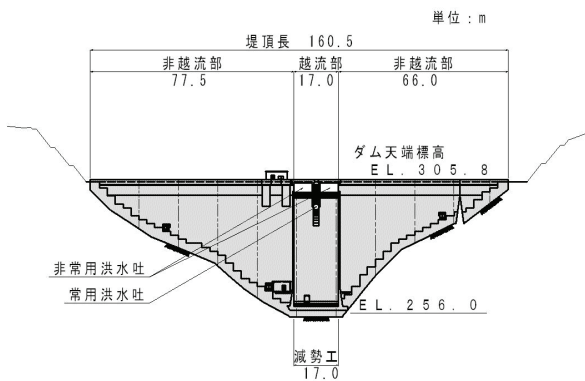 単位:m
堤頂長 160.5
非越流部 越流部 非越流部
77.5 17.0 66.0
ダム天端標高
EL.305.8
非常用洪水吐
常用洪水吐
EL.256.0
減勢工
17.0